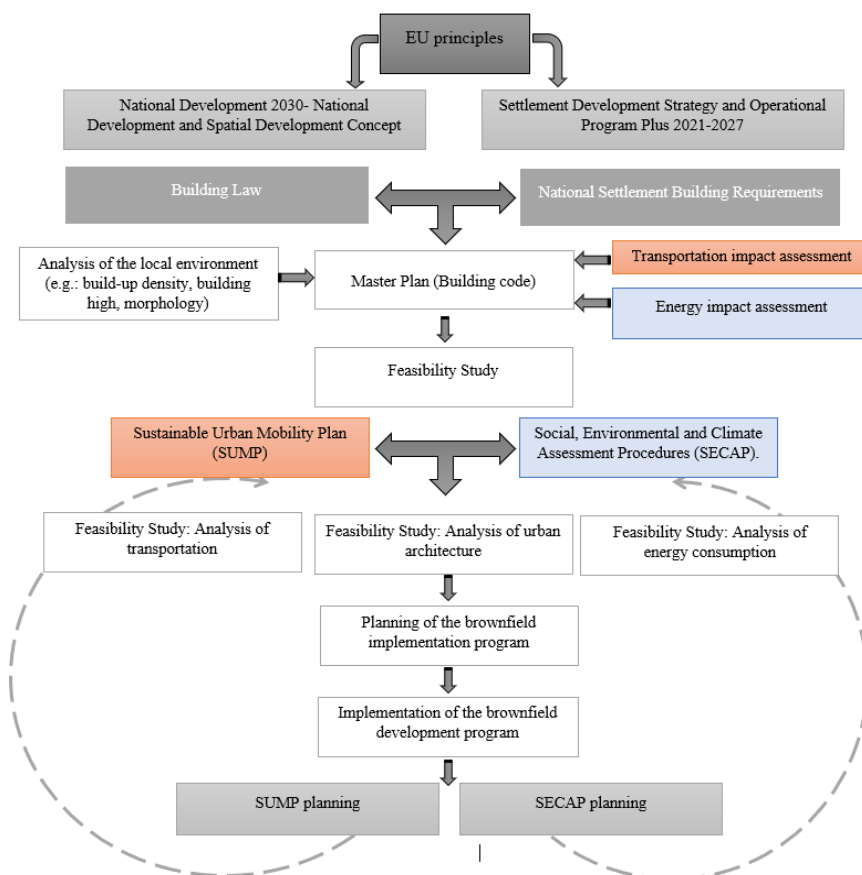 EU principles
National Development 2030- National
Development and Spatial Development Concept
Settlement Development Strategy and Operational
Program Plus 2021-2027
Building Law
National Settlement Building Requirements
Analysis of the local environment
(e.g.: build-up density, building
high, morphology)
Master Plan (Building code)
Transportation impact assessment
Energy impact assessment
Feasibility Study
Sustainable Urban Mobility Plan
(SUMP)
Social, Environmental and Climate
Assessment Procedures (SECAP).
Feasibility Study: Analysis of
transportation
Feasibility Study: Analysis of urban
architecture
Feasibility Study: Analysis of
energy consumption
Planning of the brownfield
implementation program
Implementation of the brownfield
development program
SUMP planning
SECAP planning